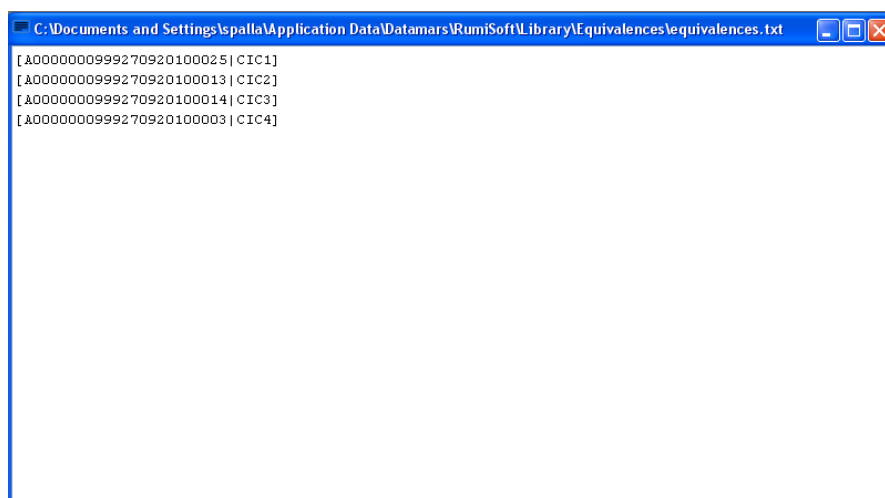 C:\Documents and Settings\spalla\Application Data\Datamars\RumiSoft\Library\Equivalences\equivalences.txt
[A0000000999270920100025|CIC1]
[A0000000999270920100013|CIC2]
[A0000000999270920100014|CIC3]
[A0000000999270920100003|CIC4]